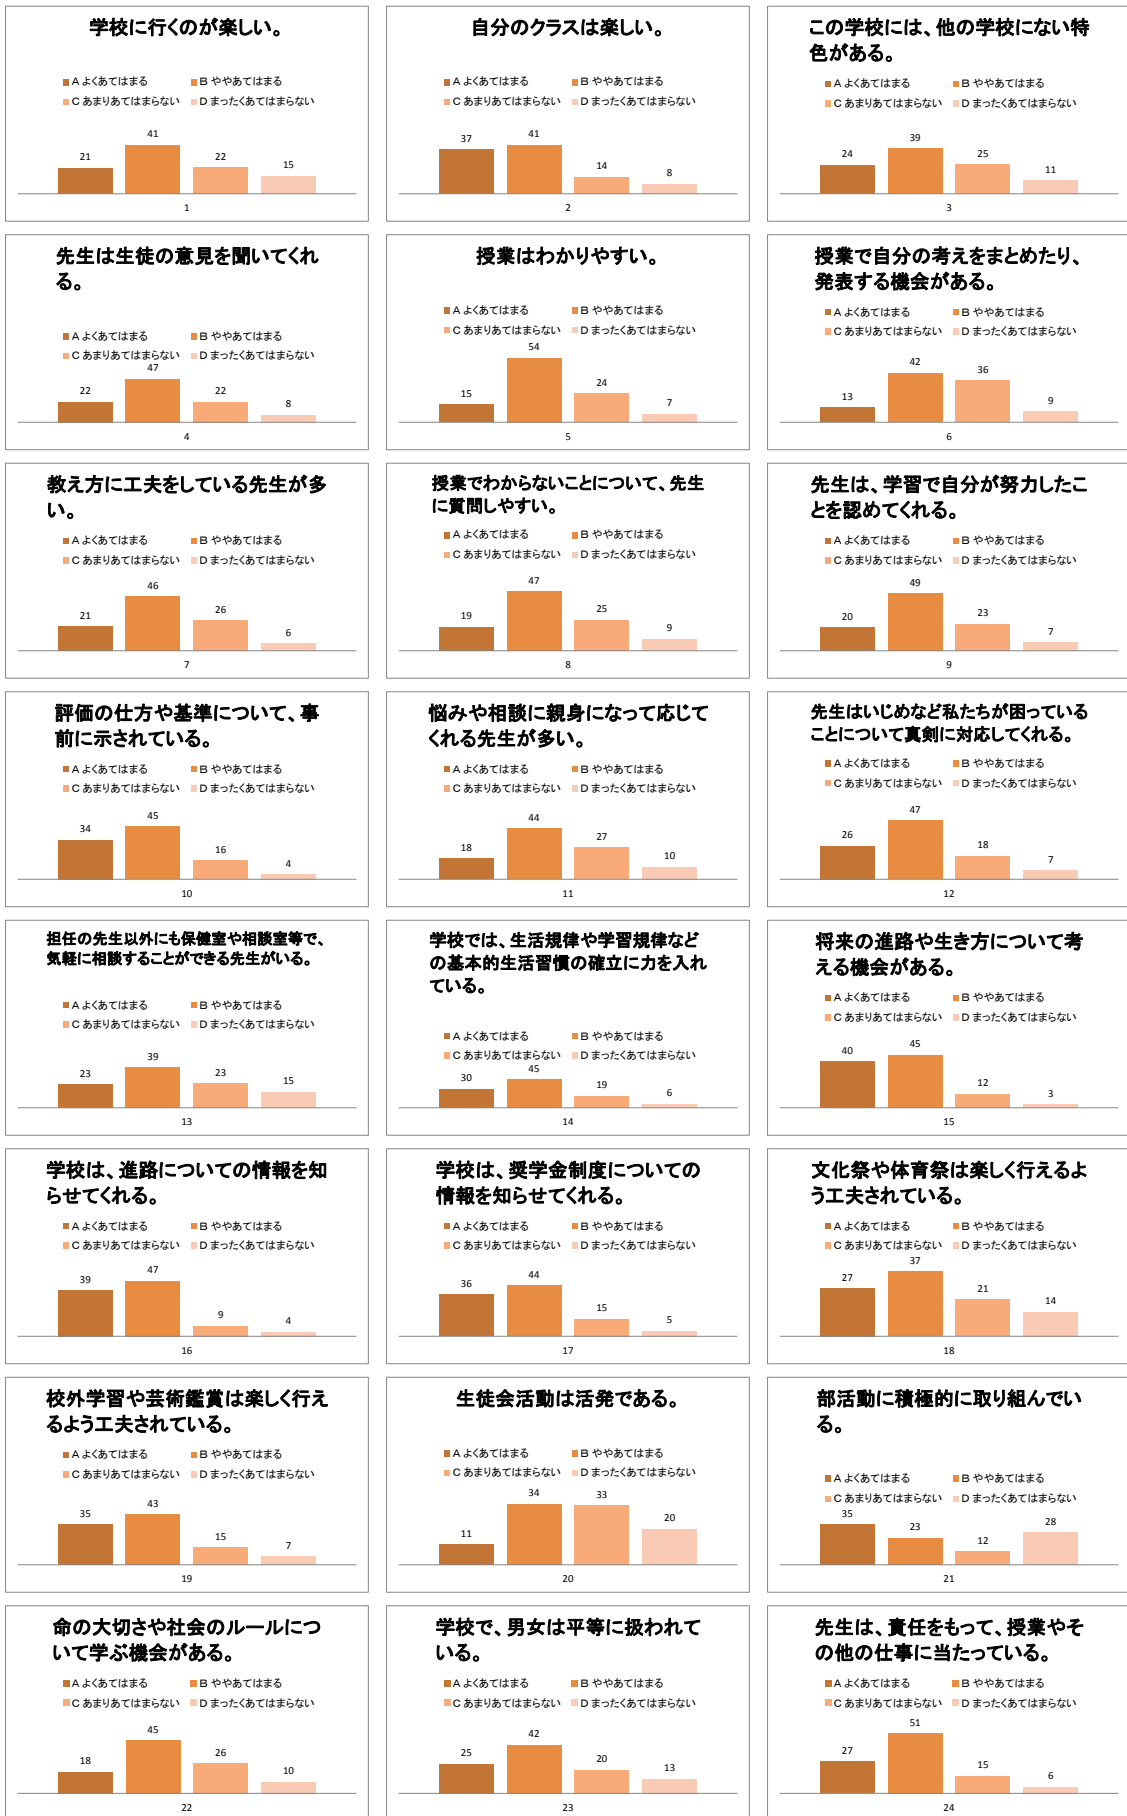 学校に行くのが楽しい。
■A よくあてはまる ■B ややあてはまる
■C あまりあてはまらない ■D まったくあてはまらない
21 41 22 15
1
自分のクラスは楽しい。
■A よくあてはまる ■B ややあてはまる
■C あまりあてはまらない ■D まったくあてはまらない
37 41 14 8
2
この学校には、他の学校にない特
色がある。
■A よくあてはまる ■B ややあてはまる
■C あまりあてはまらない ■D まったくあてはまらない
24 39 25 11
3
先生は生徒の意見を聞いてくれ
る。
■A よくあてはまる ■B ややあてはまる
■C あまりあてはまらない ■D まったくあてはまらない
22 47 22 8
4
授業はわかりやすい。
■A よくあてはまる ■B ややあてはまる
■C あまりあてはまらない ■D まったくあてはまらない
15 54 24 7
5
授業で自分の考えをまとめたり、
発表する機会がある。
■A よくあてはまる ■B ややあてはまる
■C あまりあてはまらない ■D まったくあてはまらない
13 42 36 9
6
教え方に工夫をしている先生が多
い。
■A よくあてはまる ■B ややあてはまる
■C あまりあてはまらない ■D まったくあてはまらない
21 46 26 6
7
授業でわからないことについて、先生
に質問しやすい。
■A よくあてはまる ■B ややあてはまる
■C あまりあてはまらない ■D まったくあてはまらない
19 47 25 9
8
先生は、学習で自分が努力したこ
とを認めてくれる。
■A よくあてはまる ■B ややあてはまる
■C あまりあてはまらない ■D まったくあてはまらない
20 49 23 7
9
評価の仕方や基準について、事
前に示されている。
■A よくあてはまる ■B ややあてはまる
■C あまりあてはまらない ■D まったくあてはまらない
34 45 16 4
10
悩みや相談に親身になって応じて
くれる先生が多い。
■A よくあてはまる ■B ややあてはまる
■C あまりあてはまらない ■D まったくあてはまらない
18 44 27 10
11
先生はいじめなど私たちが困っている
ことについて真剣に対応してくれる。
■A よくあてはまる ■B ややあてはまる
■C あまりあてはまらない ■D まったくあてはまらない
26 47 18 7
12
担任の先生以外にも保健室や相談室等で、
気軽に相談することができる先生がいる。
■A よくあてはまる ■B ややあてはまる
■C あまりあてはまらない ■D まったくあてはまらない
23 39 23 15
13
学校では、生活規律や学習規律など
の基本的生活習慣の確立に力を入れ
ている。
■A よくあてはまる ■B ややあてはまる
■C あまりあてはまらない ■D まったくあてはまらない
30 45 19 6
14
将来の進路や生き方について考
える機会がある。
■A よくあてはまる ■B ややあてはまる
■C あまりあてはまらない ■D まったくあてはまらない
40 45 12 3
15
学校は、進路についての情報を知
らせてくれる。
■A よくあてはまる ■B ややあてはまる
■C あまりあてはまらない ■D まったくあてはまらない
39 47 9 4
16
学校は、奨学金制度についての
情報を知らせてくれる。
■A よくあてはまる ■B ややあてはまる
■C あまりあてはまらない ■D まったくあてはまらない
36 44 15 5
17
文化祭や体育祭は楽しく行えるよ
う工夫されている。
■A よくあてはまる ■B ややあてはまる
■C あまりあてはまらない ■D まったくあてはまらない
27 37 21 14
18
校外学習や芸術鑑賞は楽しく行え
るよう工夫されている。
■A よくあてはまる ■B ややあてはまる
■C あまりあてはまらない ■D まったくあてはまらない
35 43 15 7
19
生徒会活動は活発である。
■A よくあてはまる ■B ややあてはまる
■C あまりあてはまらない ■D まったくあてはまらない
11 34 33 20
20
部活動に積極的に取り組んでい
る。
■A よくあてはまる ■B ややあてはまる
■C あまりあてはまらない ■D まったくあてはまらない
35 23 12 28
21
命の大切さや社会のルールにつ
いて学ぶ機会がある。
■A よくあてはまる ■B ややあてはまる
■C あまりあてはまらない ■D まったくあてはまらない
18 45 26 10
22
学校で、男女は平等に扱われて
いる。
■A よくあてはまる ■B ややあてはまる
■C あまりあてはまらない ■D まったくあてはまらない
25 42 20 13
23
先生は、責任をもって、授業やそ
の他の仕事に当たっている。
■A よくあてはまる ■B ややあてはまる
■C あまりあてはまらない ■D まったくあてはまらない
27 51 15 6
24